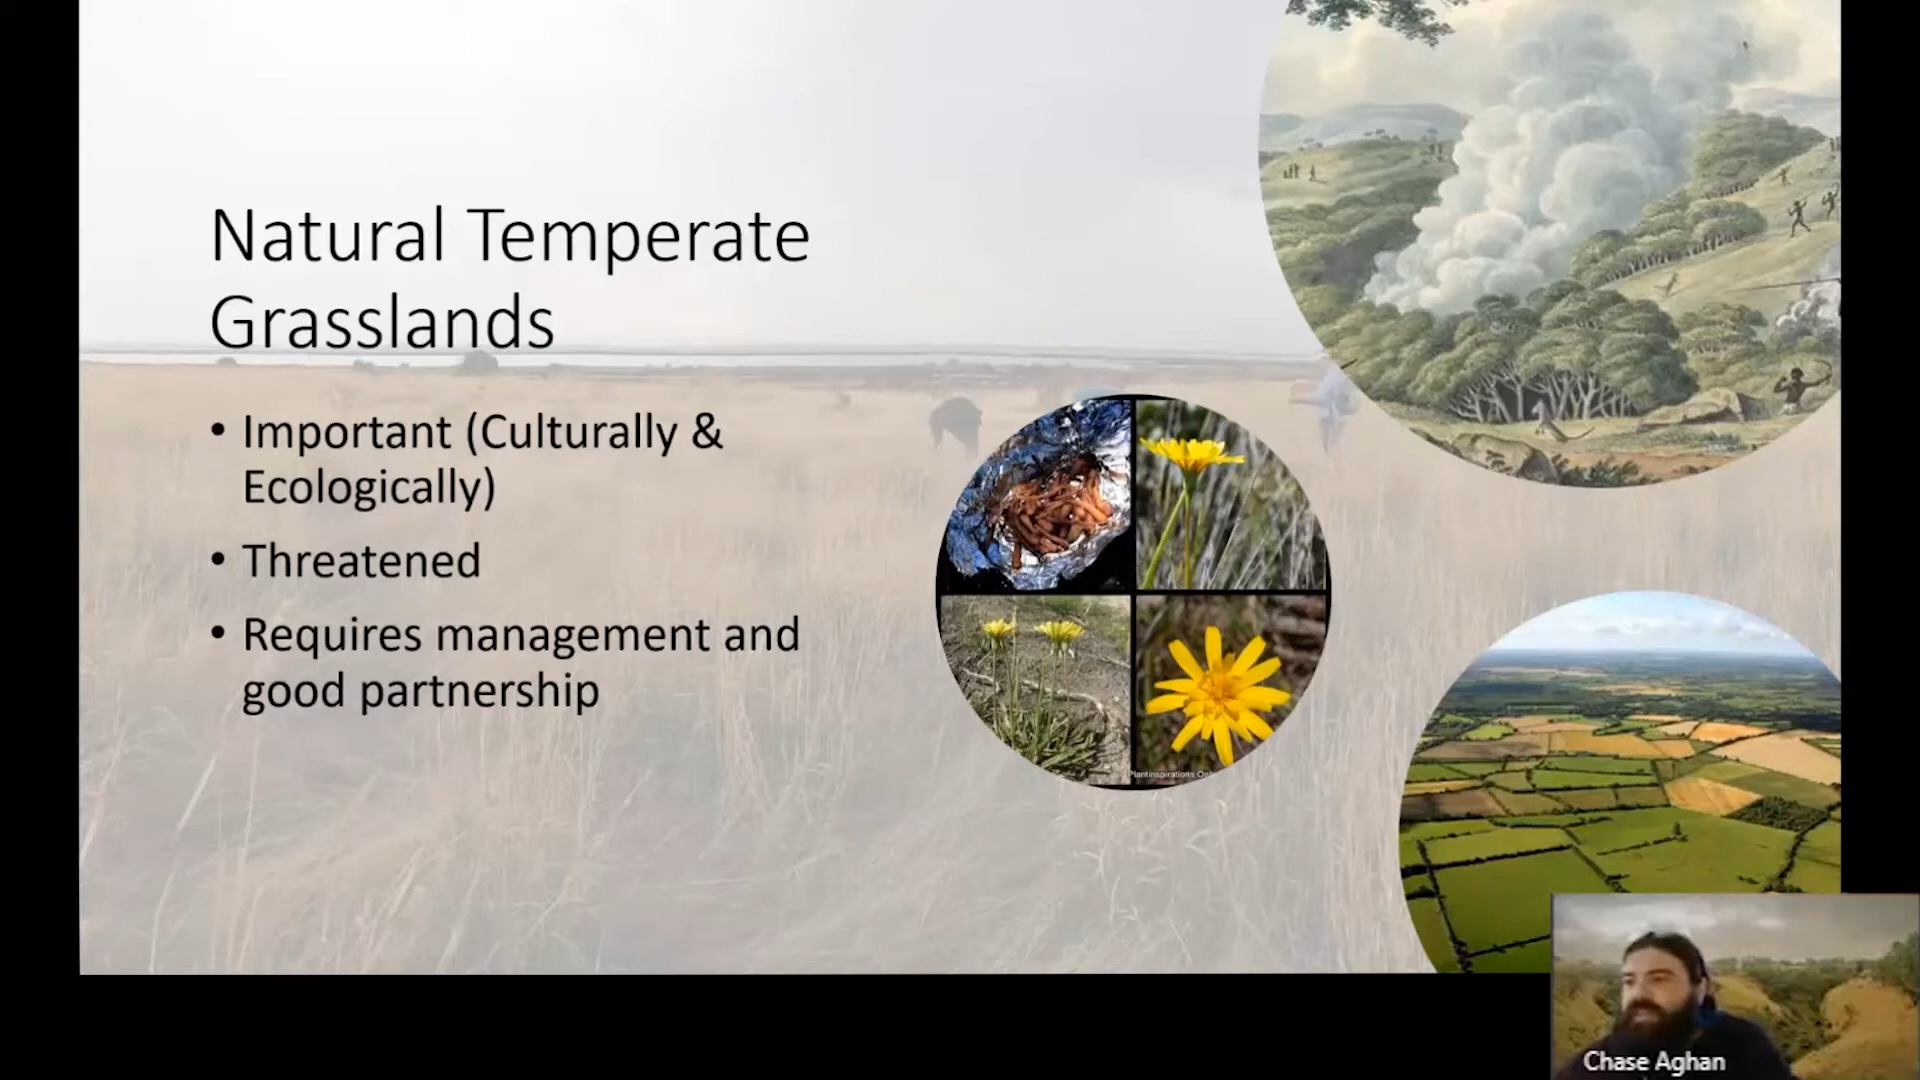 Natural Temperate
Grasslands
• Important (Culturally &
Ecologically)
• Threatened
• Requires management and
good partnership
Chase Aghan